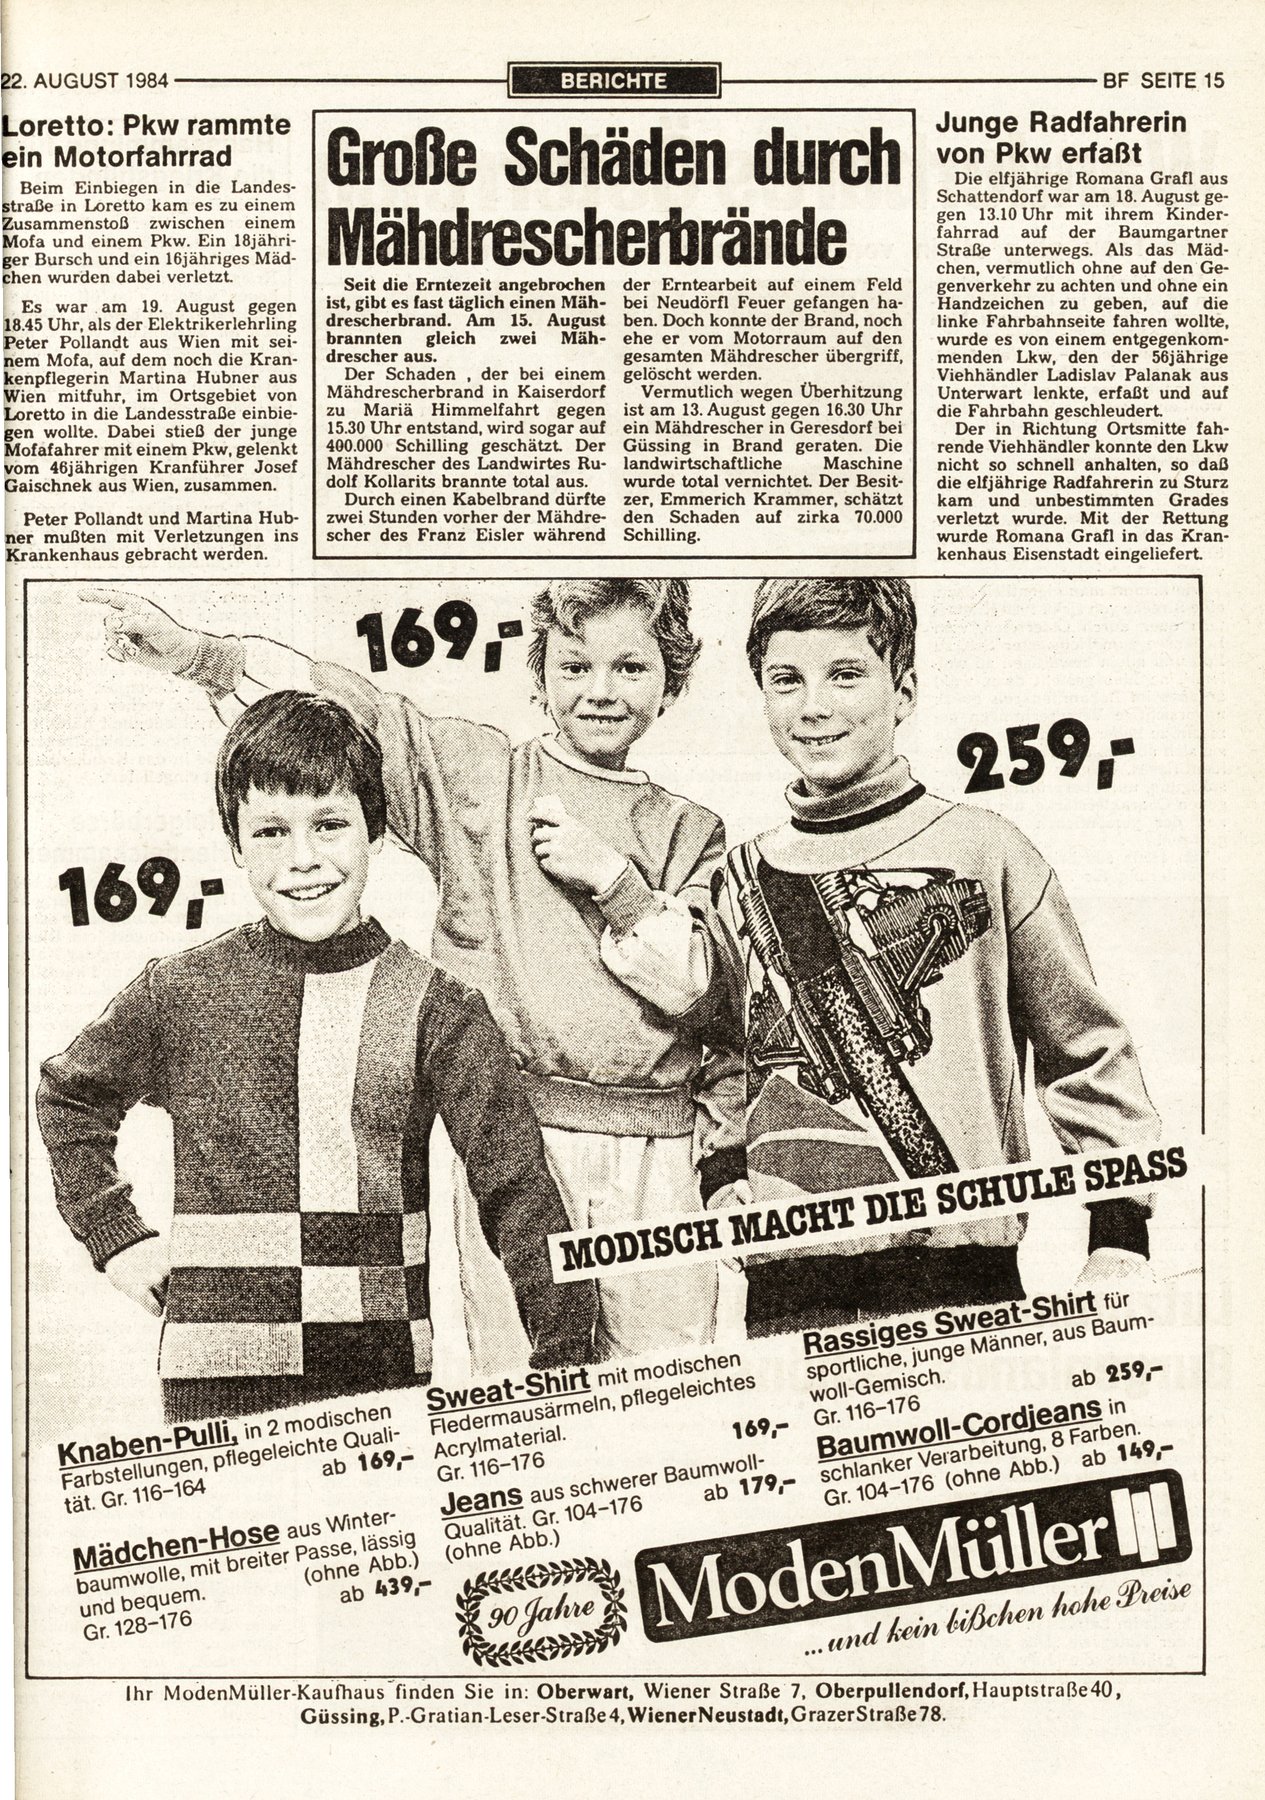 22. AUGUST 1984
BERICHTE
BF SEITE 15
Loretto: Pkw rammte
ein Motorfahrrad
Beim Einbiegen in die Landes-
straße in Loretto kam es zu einem
Zusammenstoß zwischen einem
Mofa und einem Pkw. Ein 18jähri-
ger Bursch und ein 16jähriges Mäd-
chen wurden dabei verletzt.
Es war am 19. August gegen
18.45 Uhr, als der Elektrikerlehrling
Peter Pollandt aus Wien mit sei-
nem Mofa, auf dem noch die Kran-
kenpflegerin Martina Hubner aus
Wien mitfuhr, im Ortsgebiet von
Loretto in die Landesstraße einbie-
gen wollte. Dabei stieß der junge
Mofafahrer mit einem Pkw, gelenkt
vom 46jährigen Kranführer Josef
Gaischnek aus Wien, zusammen.
Peter Pollandt und Martina Hub-
ner mußten mit Verletzungen ins
Krankenhaus gebracht werden.
Große Schäden durch
Mähdrescherbrände
Seit die Erntezeit angebrochen
ist, gibt es fast täglich einen Mäh-
drescherbrand. Am 15. August
brannten gleich zwei Mäh-
drescher aus.
Der Schaden , der bei einem
Mähdrescherbrand in Kaiserdorf
zu Mariä Himmelfahrt gegen
15.30 Uhr entstand, wird sogar auf
400.000 Schilling geschätzt. Der
Mähdrescher des Landwirtes Ru-
dolf Kollarits brannte total aus.
Durch einen Kabelbrand dürfte
zwei Stunden vorher der Mähdre-
scher des Franz Eisler während
der Erntearbeit auf einem Feld
bei Neudörfl Feuer gefangen ha-
ben. Doch konnte der Brand, noch
ehe er vom Motorraum auf den
gesamten Mähdrescher übergriff,
gelöscht werden.
Vermutlich wegen Überhitzung
ist am 13. August gegen 16.30 Uhr
ein Mähdrescher in Geresdorf bei
Güssing in Brand geraten. Die
landwirtschaftliche Maschine
wurde total vernichtet. Der Besit-
zer, Emmerich Krammer, schätzt
den Schaden auf zirka 70.000
Schilling.
Junge Radfahrerin
von Pkw erfaßt
Die elfjährige Romana Grafl aus
Schattendorf war am 18. August ge-
gen 13.10 Uhr mit ihrem Kinder-
fahrrad auf der Baumgartner
Straße unterwegs. Als das Mäd-
chen, vermutlich ohne auf den Ge-
genverkehr zu achten und ohne ein
Handzeichen zu geben, auf die
linke Fahrbahnseite fahren wollte,
wurde es von einem entgegenkom-
menden Lkw, den der 56jährige
Viehhändler Ladislav Palanak aus
Unterwart lenkte, erfaßt und auf
die Fahrbahn geschleudert.
Der in Richtung Ortsmitte fah-
rende Viehhändler konnte den Lkw
nicht so schnell anhalten, so daß
die elfjährige Radfahrerin zu Sturz
kam und unbestimmten Grades
verletzt wurde. Mit der Rettung
wurde Romana Grafl in das Kran-
kenhaus Eisenstadt eingeliefert.
169,-
259,-
169,-
MODISCH MACHT DIE SCHULE SPASS
Knaben-Pulli, in 2 modischen
Farbstellungen, pflegeleichte Quali-
tät. Gr. 116-164 ab 169,-
Mädchen-Hose aus Winter-
baumwolle, mit breiter Passe, lässig
und bequem. (ohne Abb.)
Gr. 128-176 ab 439,-
Sweat-Shirt mit modischen
Fledermausärmeln, pflegeleichtes
Acrylmaterial.
Gr. 116-176 169,-
Jeans aus schwerer Baumwoll-
Qualität. Gr. 104-176 ab 179,-
(ohne Abb.)
Rassiges Sweat-Shirt für
sportliche, junge Männer, aus Baum-
woll-Gemisch.
Gr. 116-176 ab 259,-
Baumwoll-Cordjeans in
schlanker Verarbeitung, 8 Farben.
Gr. 104-176 (ohne Abb.) ab 149,-
90 Jahre
ModenMüller
...und kein bißchen hohe Preise
Ihr ModenMüller-Kaufhaus finden Sie in: Oberwart, Wiener Straße 7, Oberpullendorf, Hauptstraße 40,
Güssing, P.-Gratian-Leser-Straße 4, Wiener Neustadt, Grazer Straße 78.